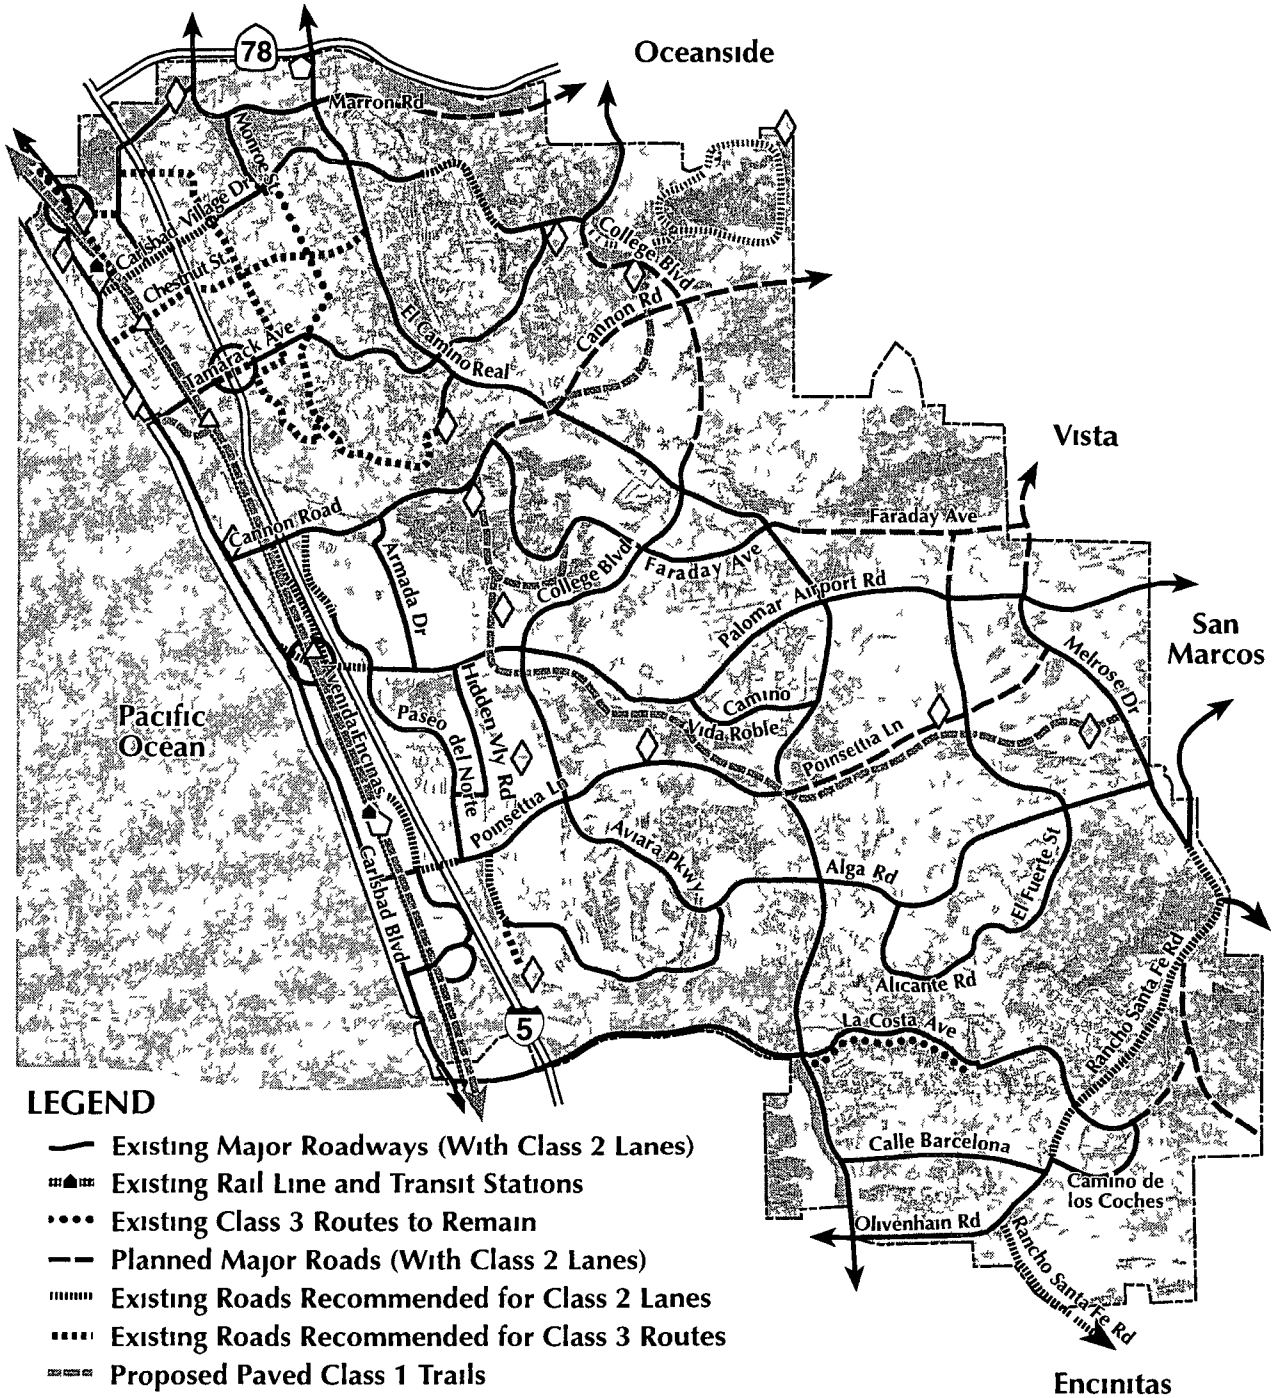 78
Oceanside
Marron Rd
Monroe St.
Carlsbad Village Dr
Chestnut St.
College Blvd
Cannon Rd
El Camino Real
Tamarack Ave
Vista
Cannon Road
Faraday Ave
Armada Dr
College Blvd
Faraday Ave
Palomar Airport Rd
San
Marcos
Melrose Dr
Pacific
Ocean
Avenida Encinas
Paseo
del Norte
Hidden Vly Rd
Camino
Vida Roble
Poinsettia Ln
Poinsettia Ln
Aviara Pkwy
Alga Rd
El Fuerte St
Carlsbad Blvd
Alicante Rd
Rancho Santa Fe Rd
La Costa Ave
5
Calle Barcelona
Camino de
los Coches
Olivenhain Rd
Rancho Santa Fe Rd
Encinitas
LEGEND
Existing Major Roadways (With Class 2 Lanes)
Existing Rail Line and Transit Stations
Existing Class 3 Routes to Remain
Planned Major Roads (With Class 2 Lanes)
Existing Roads Recommended for Class 2 Lanes
Existing Roads Recommended for Class 3 Routes
Proposed Paved Class 1 Trails